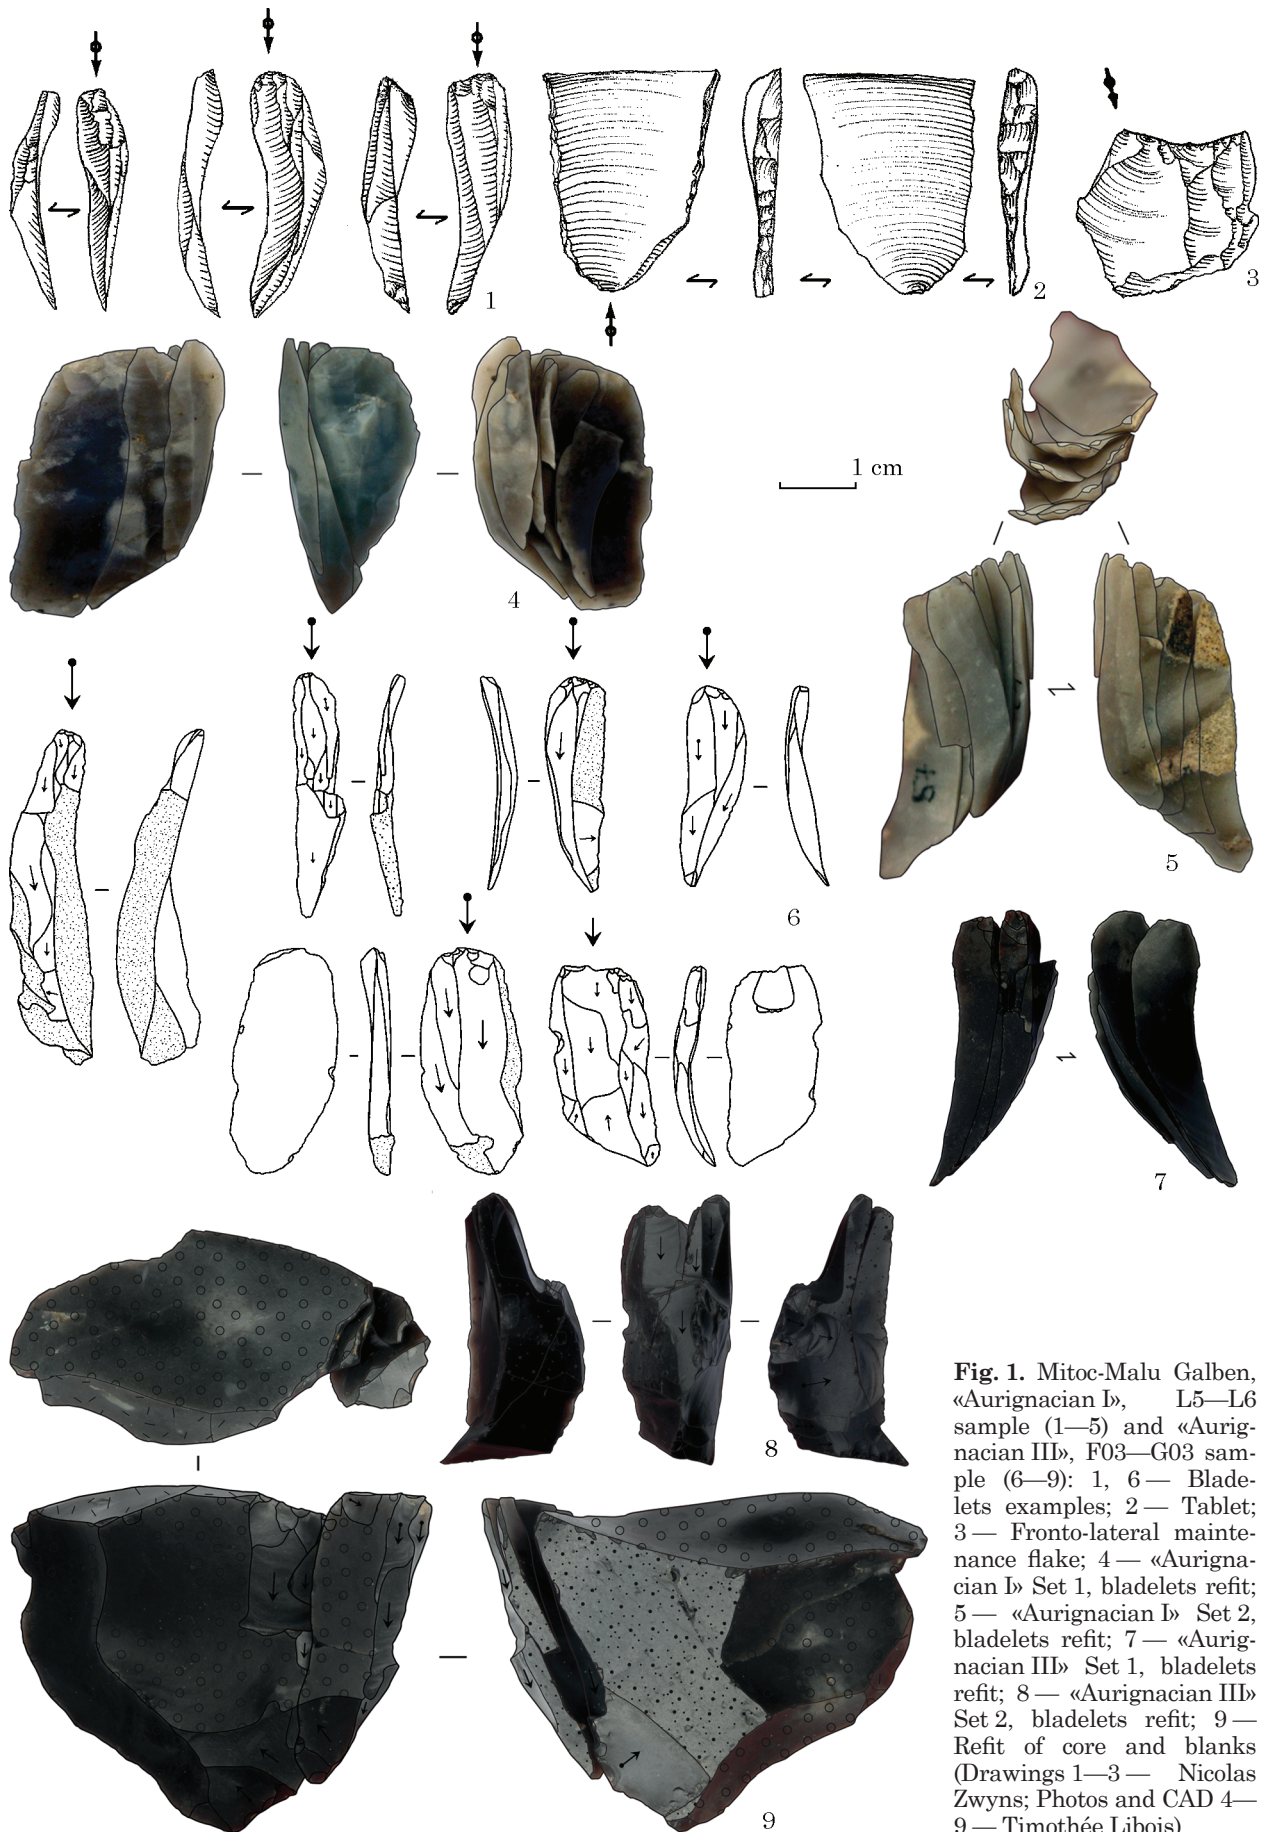 1
2
3
4
1 cm
5
6
7
8
9
Fig. 1. Mitoc-Malu Galben,
«Aurignacian I», L5—L6
sample (1—5) and «Aurig-
nacian III», F03—G03 sam-
ple (6—9): 1, 6 — Blade-
lets examples; 2 — Tablet;
3 — Fronto-lateral mainte-
nance flake; 4 — «Aurigna-
cian I» Set 1, bladelets refit;
5 — «Aurignacian I» Set 2,
bladelets refit; 7 — «Aurig-
nacian III» Set 1, bladelets
refit; 8 — «Aurignacian III»
Set 2, bladelets refit; 9 —
Refit of core and blanks
(Drawings 1—3 — Nicolas
Zwyns; Photos and CAD 4—
9 — Timothée Libois)